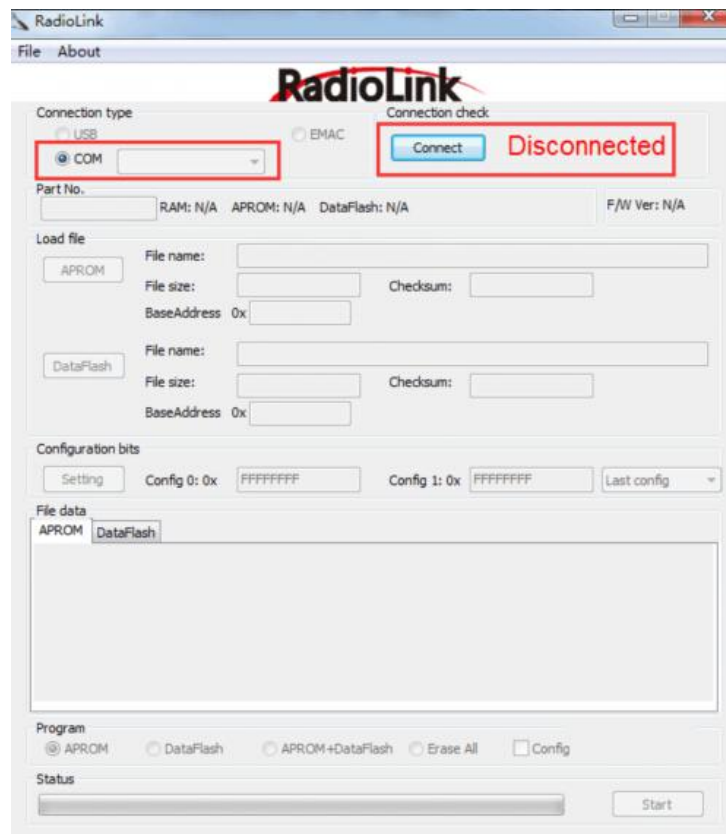 RadioLink
File About
RadioLink
Connection type
Connection check
USB
EMAC
COM
Connect
Disconnected
Part No.
RAM: N/A APROM: N/A DataFlash: N/A
F/W Ver: N/A
Load file
APROM
File name:
File size:
Checksum:
BaseAddress 0x
DataFlash
File name:
File size:
Checksum:
BaseAddress 0x
Configuration bits
Setting
Config 0: 0x
FFFFFFFF
Config 1: 0x
FFFFFFFF
Last config
File data
APROM DataFlash
Program
APROM DataFlash APROM+DataFlash Erase All Config
Status
Start